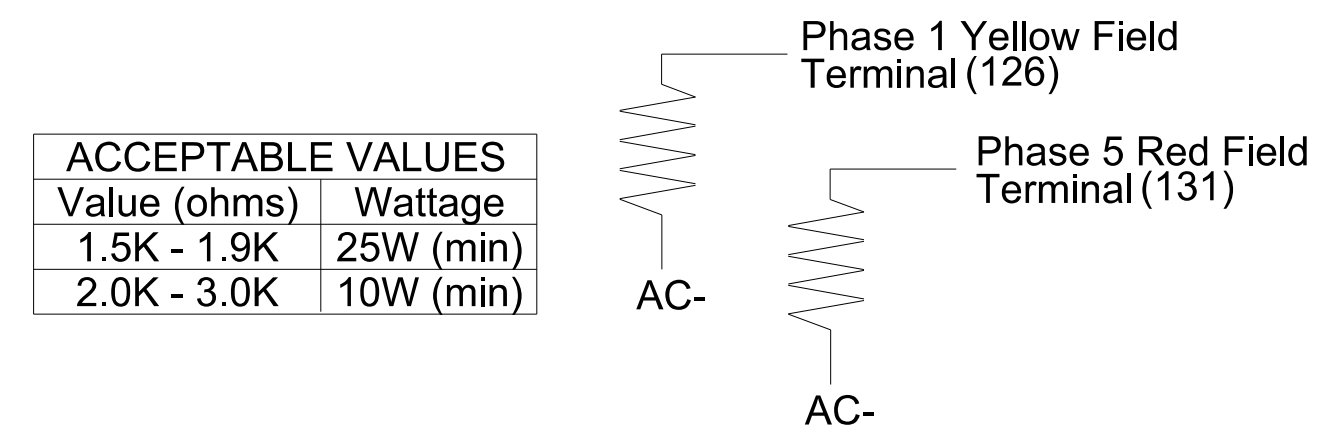 ACCEPTABLE VALUES
Value (ohms) Wattage
1.5K - 1.9K 25W (min)
2.0K - 3.0K 10W (min)
Phase 1 Yellow Field
Terminal (126)
AC-
Phase 5 Red Field
Terminal (131)
AC-